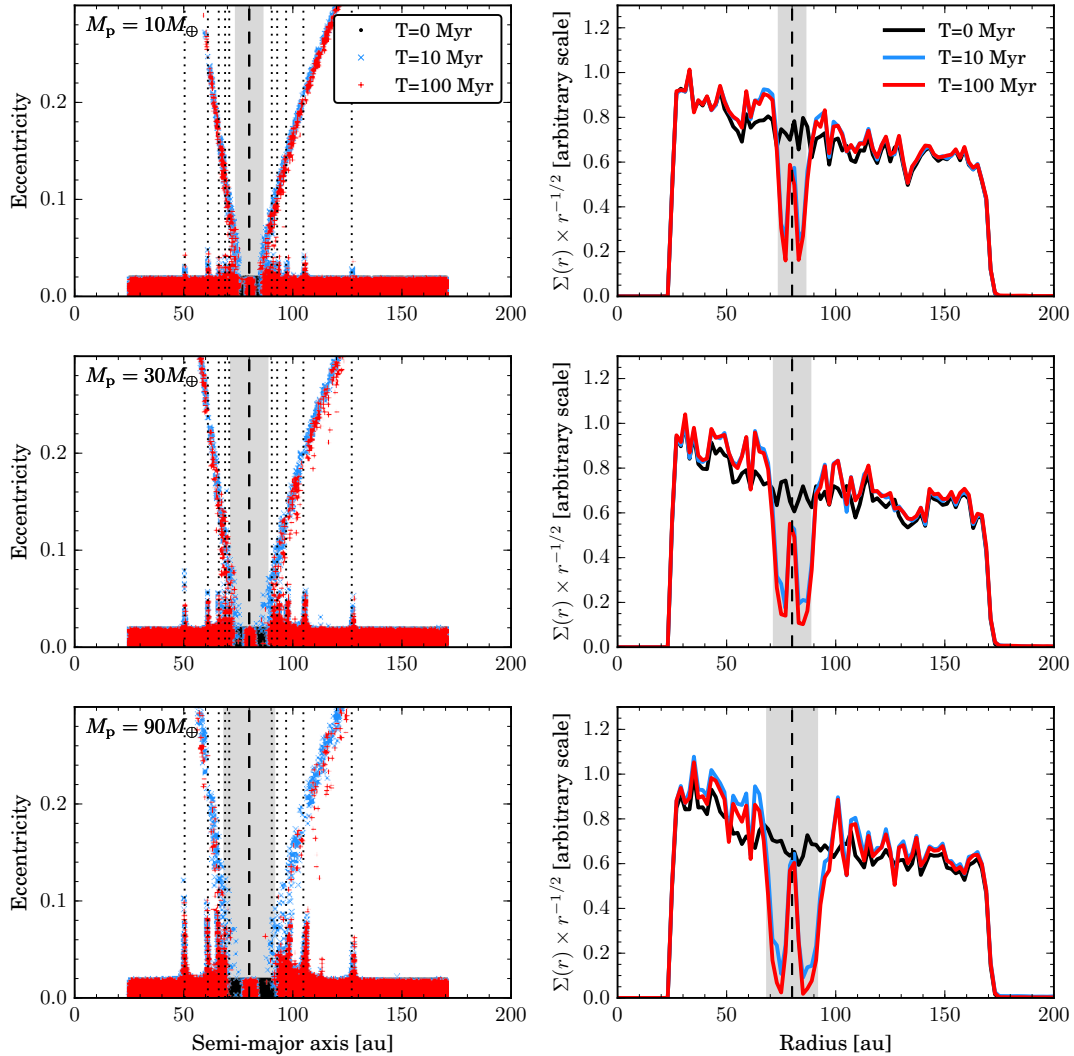 M_p = 10M_⊕
T=0 Myr
T=10 Myr
T=100 Myr
Eccentricity
0.0
0.1
0.2
0 50 100 150 200
Σ(r) × r^{-1/2} [arbitrary scale]
T=0 Myr
T=10 Myr
T=100 Myr
0.0
0.2
0.4
0.6
0.8
1.0
1.2
0 50 100 150 200
M_p = 30M_⊕
Eccentricity
0.0
0.1
0.2
0 50 100 150 200
Σ(r) × r^{-1/2} [arbitrary scale]
0.0
0.2
0.4
0.6
0.8
1.0
1.2
0 50 100 150 200
M_p = 90M_⊕
Eccentricity
0.0
0.1
0.2
0 50 100 150 200
Semi-major axis [au]
Σ(r) × r^{-1/2} [arbitrary scale]
0.0
0.2
0.4
0.6
0.8
1.0
1.2
0 50 100 150 200
Radius [au]